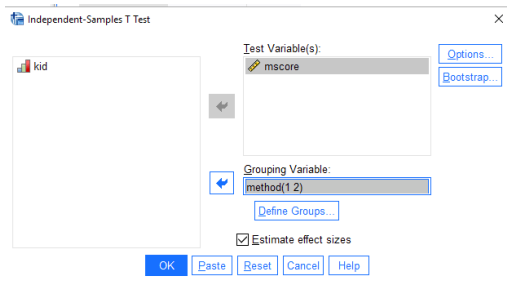 Independent-Samples T Test
kid
Test Variable(s):
mscore
Options...
Bootstrap...
Grouping Variable:
method(1 2)
Define Groups...
Estimate effect sizes
OK Paste Reset Cancel Help